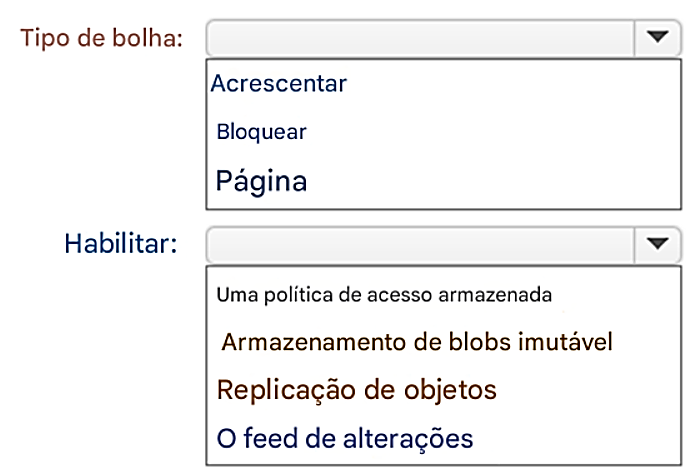 Tipo de bolha:
Acrescentar
Bloquear
Página
Habilitar:
Uma política de acesso armazenada
Armazenamento de blobs imutável
Replicação de objetos
O feed de alterações